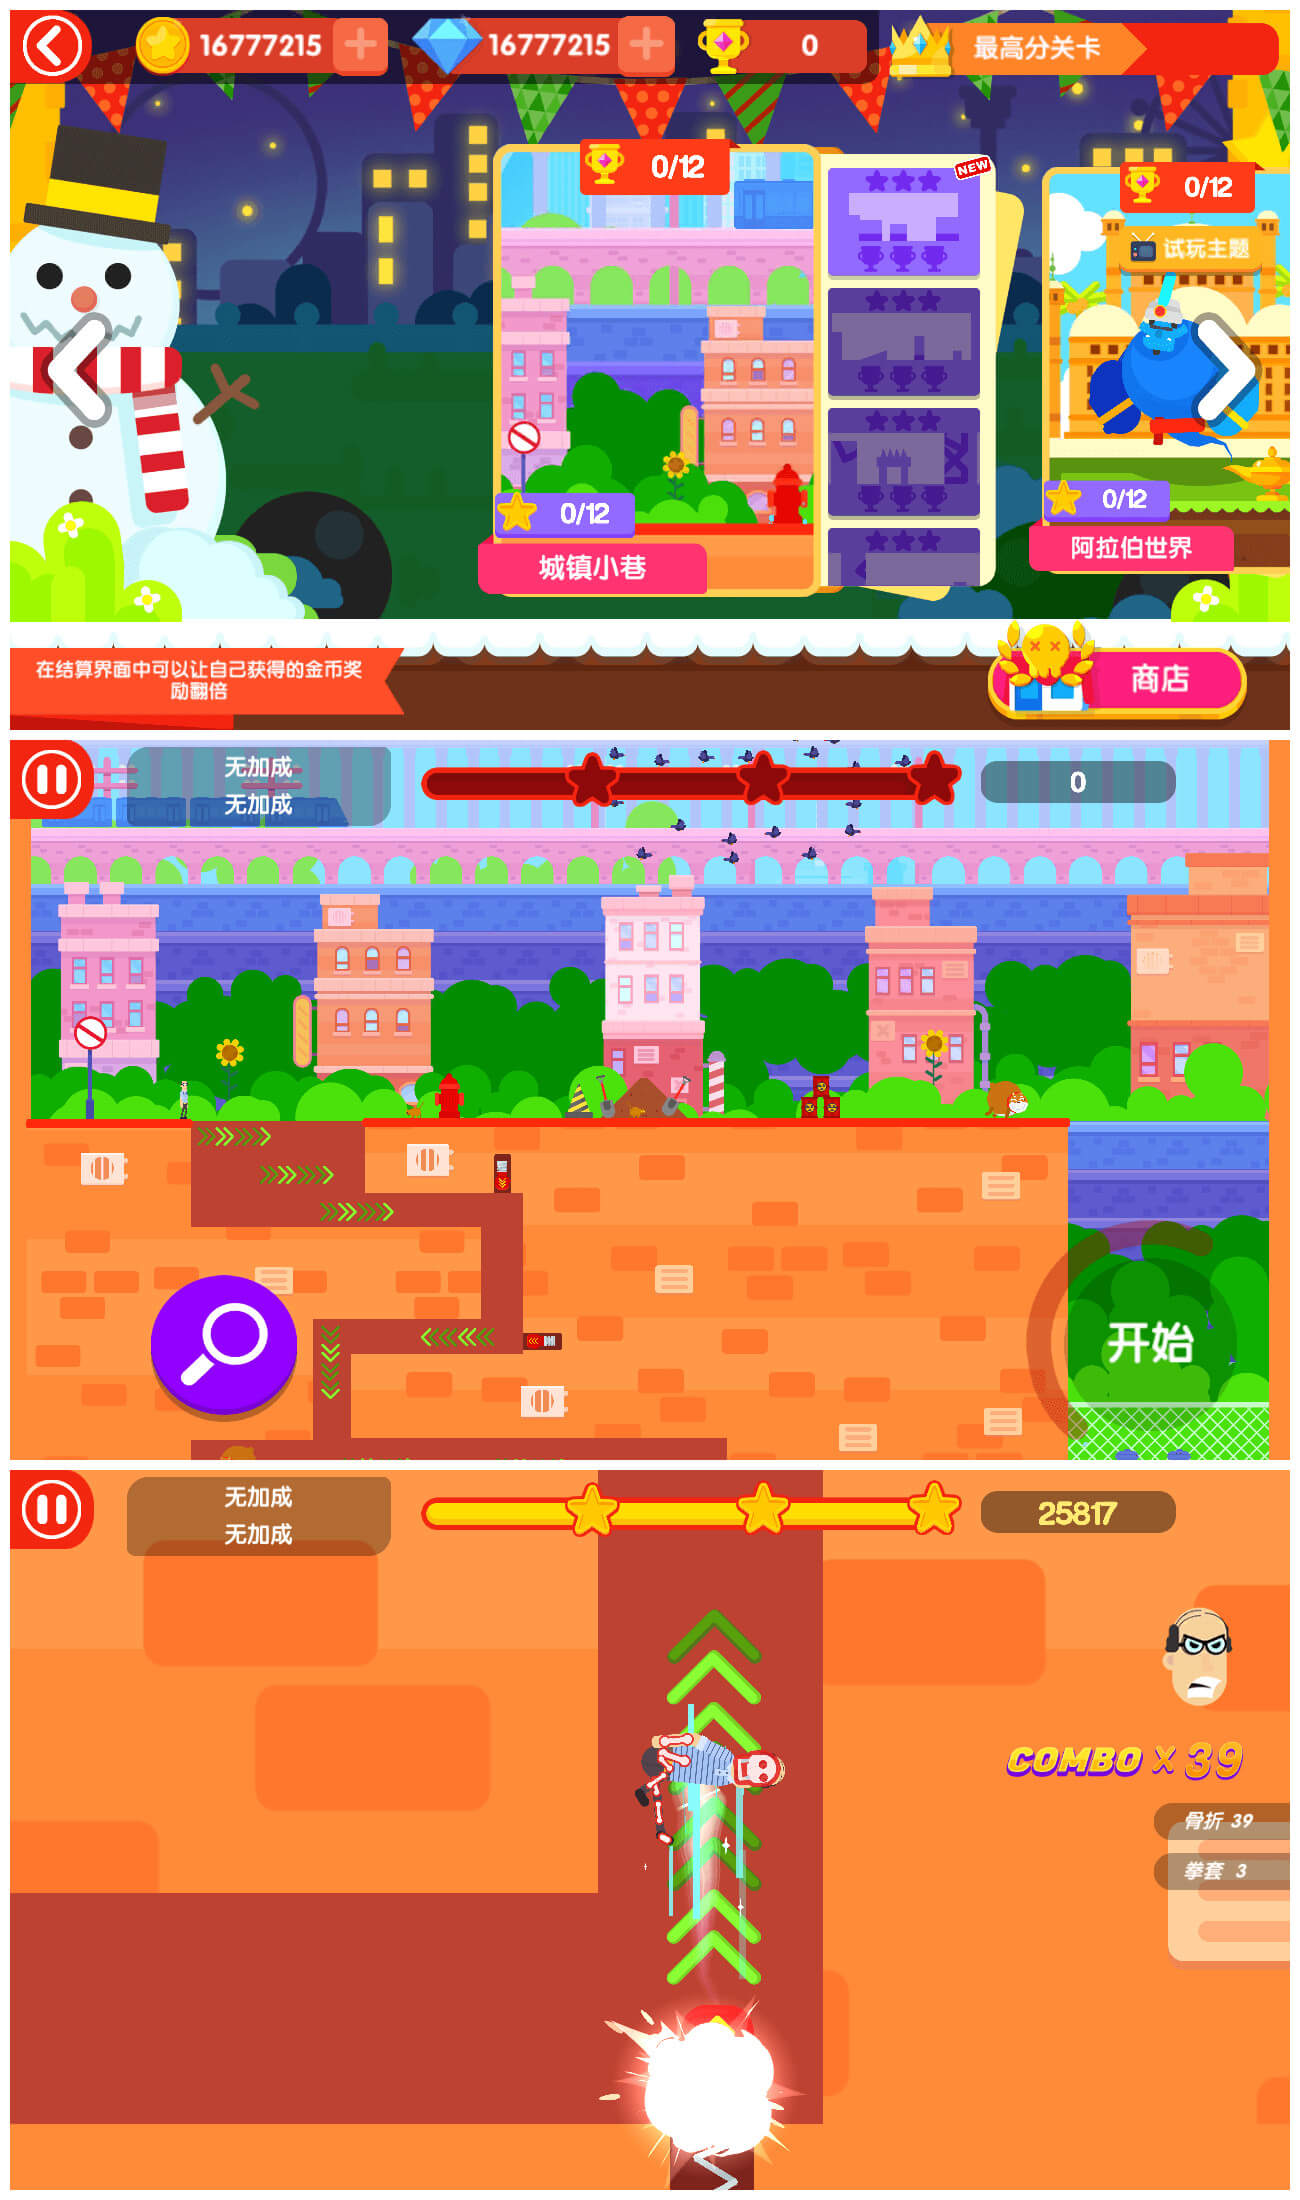 16777215
16777215
0
最高分关卡
0/12
NEW
0/12
试玩主题
0/12
0/12
城镇小巷
阿拉伯世界
在结算界面中可以让自己获得的金币奖
励翻倍
商店
无加成
无加成
0
开始
无加成
无加成
25817
COMBO × 39
骨折 39
拳套 3